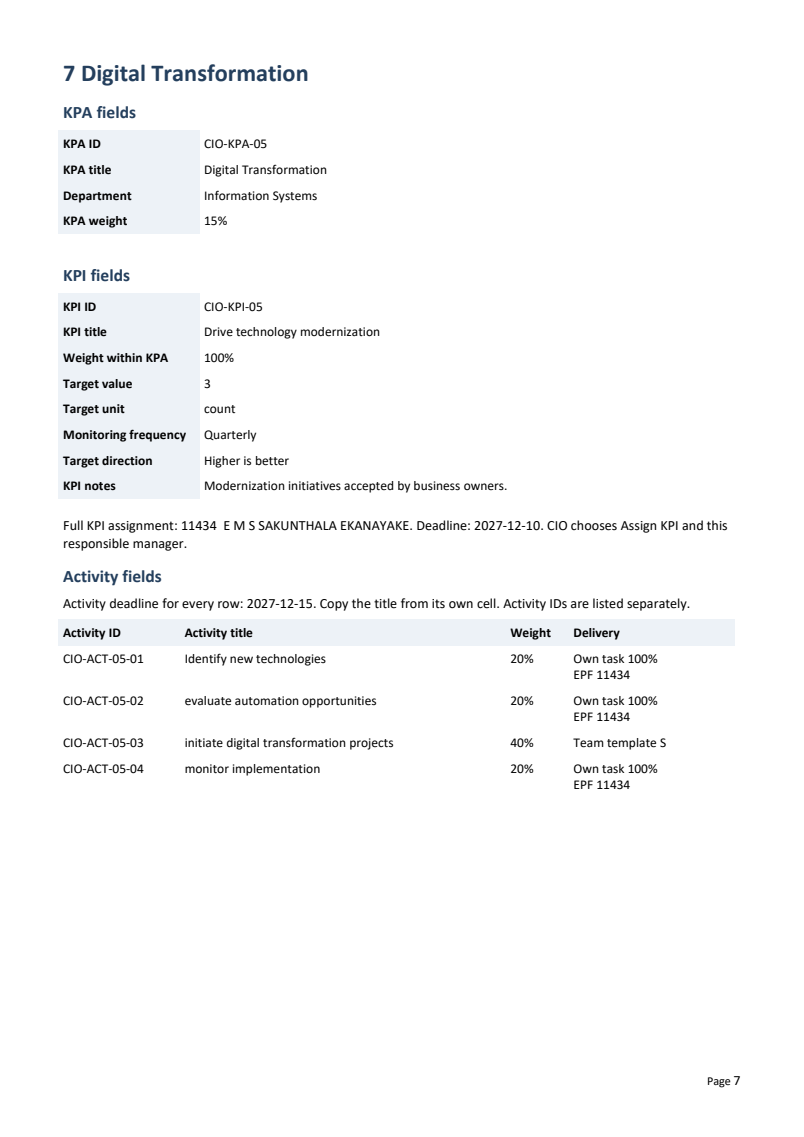 7 Digital Transformation
KPA fields
KPA ID CIO-KPA-05
KPA title Digital Transformation
Department Information Systems
KPA weight 15%
KPI fields
KPI ID CIO-KPI-05
KPI title Drive technology modernization
Weight within KPA 100%
Target value 3
Target unit count
Monitoring frequency Quarterly
Target direction Higher is better
KPI notes Modernization initiatives accepted by business owners.
Full KPI assignment: 11434  E M S SAKUNTHALA EKANAYAKE. Deadline: 2027-12-10. CIO chooses Assign KPI and this
responsible manager.
Activity fields
Activity deadline for every row: 2027-12-15. Copy the title from its own cell. Activity IDs are listed separately.
Activity ID Activity title Weight Delivery
CIO-ACT-05-01 Identify new technologies 20% Own task 100%
EPF 11434
CIO-ACT-05-02 evaluate automation opportunities 20% Own task 100%
EPF 11434
CIO-ACT-05-03 initiate digital transformation projects 40% Team template S
CIO-ACT-05-04 monitor implementation 20% Own task 100%
EPF 11434
Page 7